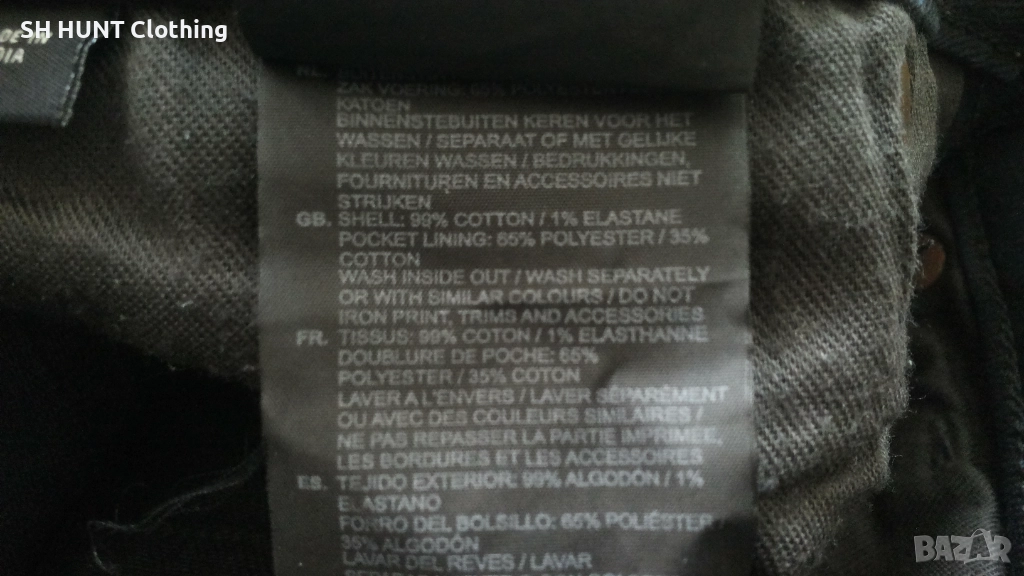 SH HUNT Clothing
ZAK VOERING: 65% POLYESTER
KATOEN
BINNENSTEBUITEN KEREN VOOR HET
WASSEN / SEPARAAT OF MET GELIJKE
KLEUREN WASSEN / BEDRUKKINGEN,
FOURNITUREN EN ACCESSOIRES NIET
STRIJKEN
GB. SHELL: 99% COTTON / 1% ELASTANE
POCKET LINING: 65% POLYESTER / 35%
COTTON
WASH INSIDE OUT / WASH SEPARATELY
OR WITH SIMILAR COLOURS / DO NOT
IRON PRINT, TRIMS AND ACCESSORIES
FR. TISSUS: 99% COTON / 1% ELASTHANNE
DOUBLURE DE POCHE: 65%
POLYESTER / 35% COTON
LAVER A L'ENVERS / LAVER SÉPARÉMENT
OU AVEC DES COULEURS SIMILAIRES /
NE PAS REPASSER LA PARTIE IMPRIMÉE,
LES BORDURES ET LES ACCESSOIRES
ES. TEJIDO EXTERIOR: 99% ALGODÓN / 1%
ELASTANO
FORRO DEL BOLSILLO: 65% POLIÉSTER /
35% ALGODÓN
LAVAR DEL REVÉS / LAVAR
BAZAR